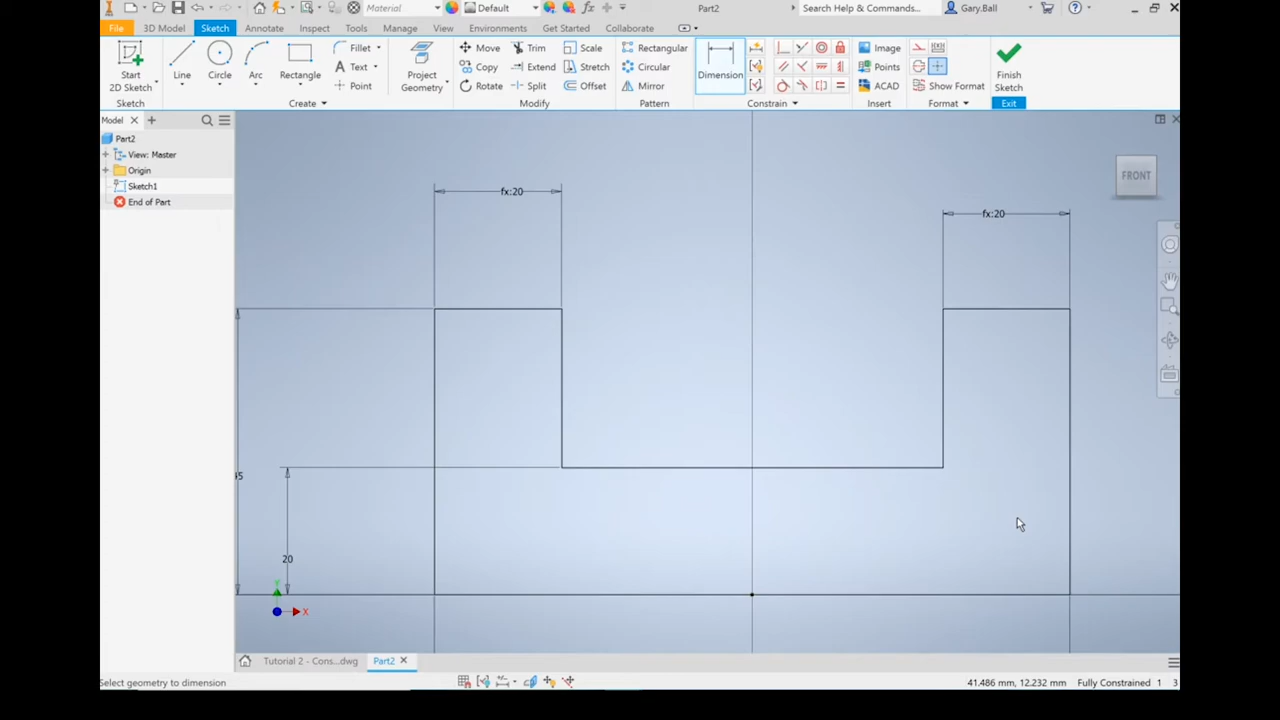 Material
Default
Part2
Search Help & Commands...
Gary.Ball
File
3D Model
Sketch
Annotate
Inspect
Tools
Manage
View
Environments
Get Started
Collaborate
Start
2D Sketch
Line
Circle
Arc
Rectangle
Fillet
Text
Point
Project
Geometry
Move
Copy
Rotate
Trim
Extend
Split
Scale
Stretch
Offset
Rectangular
Circular
Mirror
Dimension
Image
Points
ACAD
Show Format
Finish
Sketch
Sketch
Create
Modify
Pattern
Constrain
Insert
Format
Exit
Model
Part2
View: Master
Origin
Sketch1
End of Part
FRONT
fx:20
fx:20
20
Y
X
Tutorial 2 - Cons...dwg
Part2
Select geometry to dimension
41.486 mm, 12.232 mm
Fully Constrained
1
3